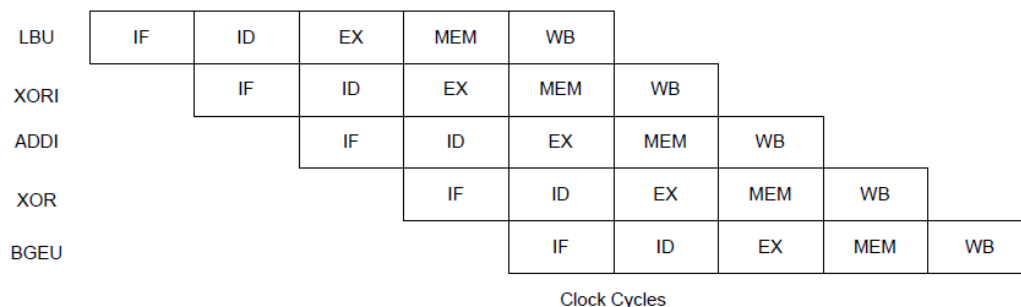 LBU IF ID EX MEM WB
XORI IF ID EX MEM WB
ADDI IF ID EX MEM WB
XOR IF ID EX MEM WB
BGEU IF ID EX MEM WB
Clock Cycles